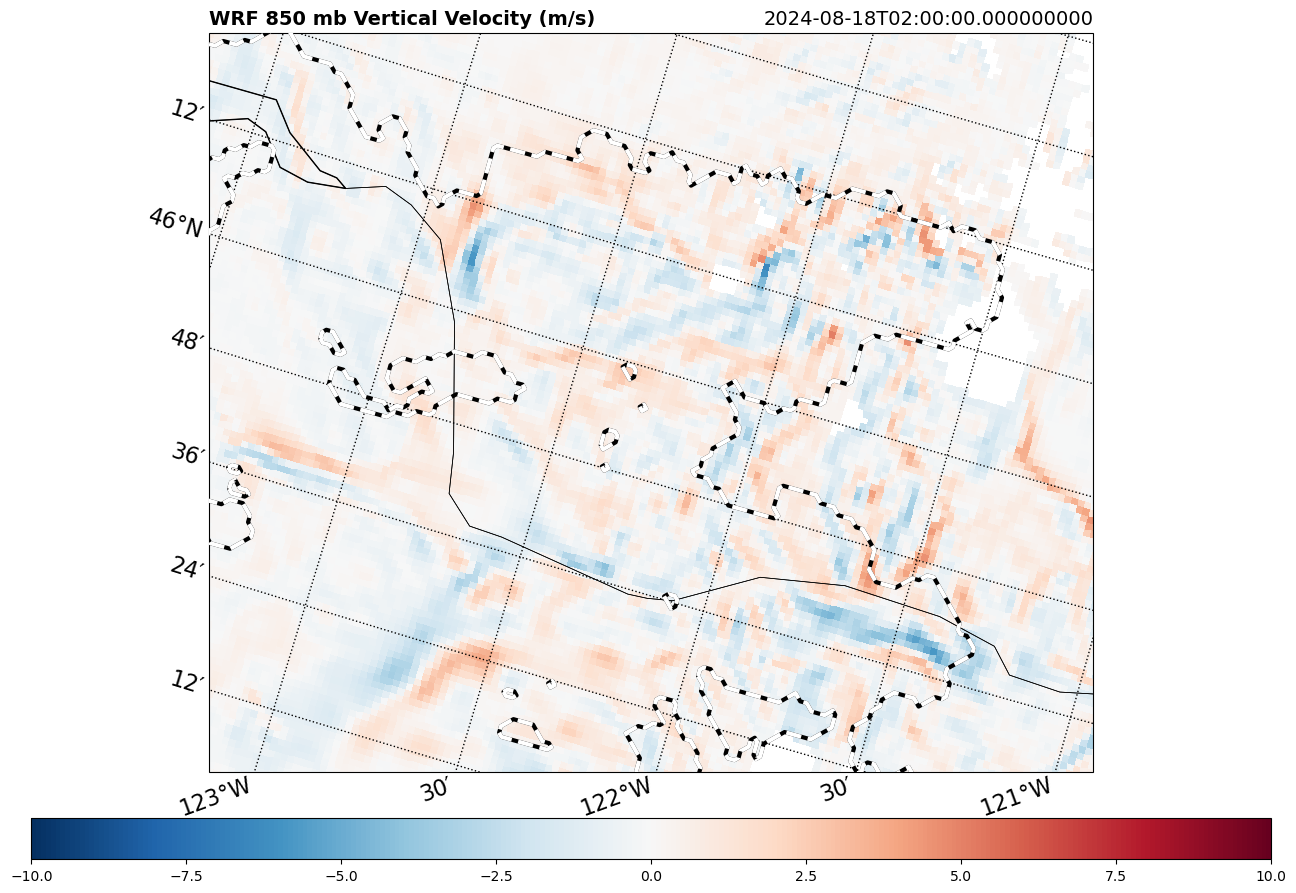 WRF 850 mb Vertical Velocity (m/s) 2024-08-18T02:00:00.000000000
12′
46°N
48′
36′
24′
12′
123°W 30′ 122°W 30′ 121°W
−10.0 −7.5 −5.0 −2.5 0.0 2.5 5.0 7.5 10.0